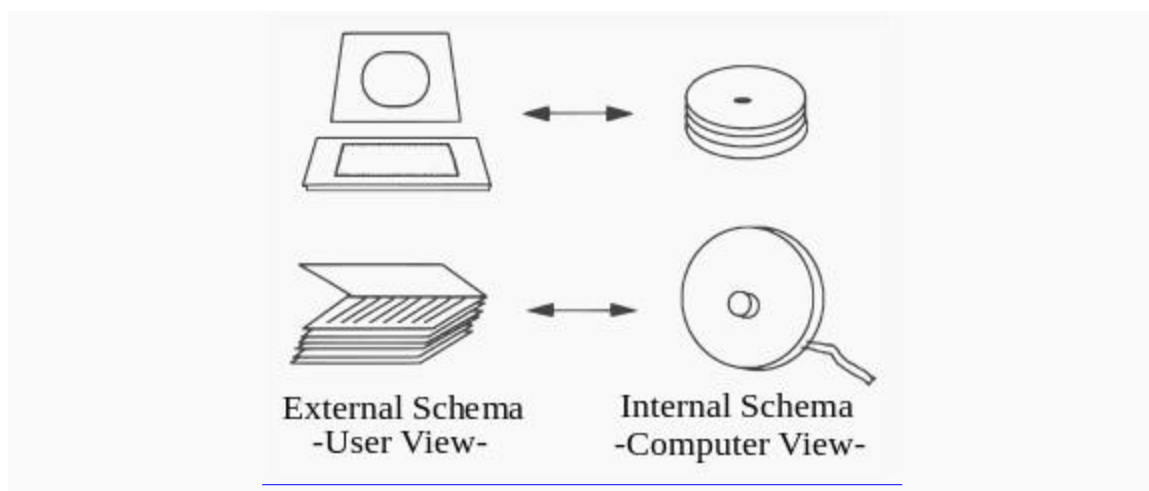 External Schema
-User View-
Internal Schema
-Computer View-